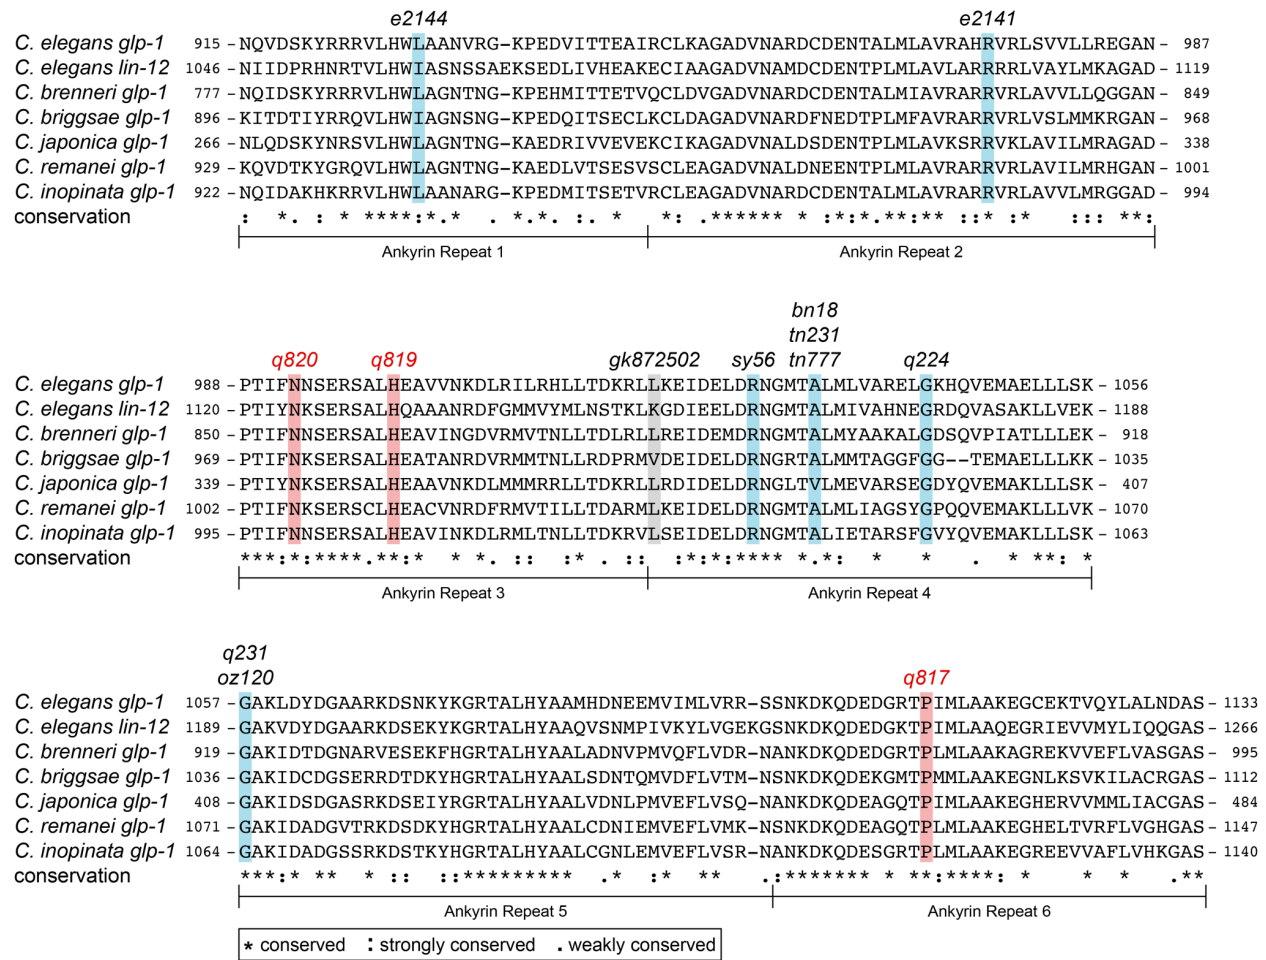 e2144 e2141
C. elegans glp-1 915 – NQVDSKYRRRVLHWLAANVRG–KPEDVITTEAIRCLKAGADVNARDCDENTALMLAVRAHRVRLSVVLLREGAN – 987
C. elegans lin-12 1046 – NIIDPRHNRTVLHWIASNSSAEKSEDLIVHEAKECIAAGADVNAMDCDENTPLMLAVLARRRRLVAYLMKAGAD – 1119
C. brenneri glp-1 777 – NQIDSKYRRRVLHWLAGNTNG–KPEHMITTETVQCLDVGADVNARDCDENTALMLAVRARRVRLAVVLLQGGAN – 849
C. briggsae glp-1 896 – KITDTIYRRQVLHWIAGNSNG–KPEDQITSECLKCLDAGADVNARDFNEDTPLMFAVRARRVRLVSLMMKRGAN – 968
C. japonica glp-1 266 – NLQDSKYNRSVLHWLAGNTNG–KAEDRIVVEVEKCIKAGADVNALDSDENTPLMLAVKSRRVKLAVILMRAGAD – 338
C. remanei glp-1 929 – KQVDTKYGRQVLHWLAGNTNG–KAEDLVTSESVSCLEAGADVNALDNEENTPLMLAVRARRVRLAVILMRHGAN – 1001
C. inopinata glp-1 922 – NQIDAKHKRRVLHWLAANARG–KPEDMITSETVRCLEAGADVNARDCDENTALMLAVRARRVRLAVVLMRGGAD – 994
conservation : *. : * ****:*.* . *.*. :. * *: .******* * :**:.**:** ::* :* :::: **:
Ankyrin Repeat 1 Ankyrin Repeat 2
bn18
tn231
q820 q819 gk872502 sy56 tn777 q224
C. elegans glp-1 988 – PTIFNNSERSALHEAVVNKDLRILRHLLTDKRLLKEIDELDRNGMTALMLVARELGKHQVEMAELLLSK – 1056
C. elegans lin-12 1120 – PTIYNKSERSALHQAAANRDFGMMVYMLNSTKLKGDIEELDRNGMTALMIVAHNEGRDQVASAKLLVEK – 1188
C. brenneri glp-1 850 – PTIFNNSERSALHEAVINGDVRMVTNLLTDLRLLREIDEMDRNGMTALMYAAKALGDSQVPIATLLLEK – 918
C. briggsae glp-1 969 – PTIFNKSERSALHEATANRDVRMMTNLLRDPRMVDEIDELDRNGRTALMMTAGGFGG––TEMAELLLKK – 1035
C. japonica glp-1 339 – PTIYNKSERSALHEAAVNKDLMMMRRLLTDKRLLRDIDELDRNGLTVLMEVARSEGDYQVEMAKLLLSK – 407
C. remanei glp-1 1002 – PTIFNNSERSCLHEACVNRDFRMVTILLTDARMLKEIDELDRNGMTALMLIAGSYGPQQVEMAKLLLVK – 1070
C. inopinata glp-1 995 – PTIFNNSERSALHEAVINKDLRMLTNLLTDKRVLSEIDELDRNGMTALIETARSFGVYQVEMAKLLLSK – 1063
conservation ***:*:****.**:* * *. :: :* . :: :*:*:**** *.*: * * . * **: *
Ankyrin Repeat 3 Ankyrin Repeat 4
q231
oz120 q817
C. elegans glp-1 1057 – GAKLDYDGAARKDSNKYKGRTALHYAAMHDNEEMVIMLVRR–SSNKDKQDEDGRTPIMLAAKEGCEKTVQYLALNDAS – 1133
C. elegans lin-12 1189 – GAKVDYDGAARKDSEKYKGRTALHYAAQVSNMPIVKYLVGEKGSNKDKQDEDGKTPIMLAAQEGRIEVVMYLIQQGAS – 1266
C. brenneri glp-1 919 – GAKIDTDGNARVESEKFHGRTALHYAALADNVPMVQFLVDR–NANKDKQDEDGRTPLMLAAKAGREKVVEFLVASGAS – 995
C. briggsae glp-1 1036 – GAKIDCDGSERRDTDKYHGRTALHYAALSDNTQMVDFLVTM–NSNKDKQDEKGMTPMMLAAKEGNLKSVKILACRGAS – 1112
C. japonica glp-1 408 – GAKIDSDGASRKDSEIYRGRTALHYAALVDNLPMVEFLVSQ–NANKDKQDEAGQTPIMLAAKEGHERVVMMLIACGAS – 484
C. remanei glp-1 1071 – GAKIDADGVTRKDSDKYHGRTALHYAALCDNIEMVEFLVMK–NSNKDKQDEAGQTPLMLAAKEGHELTVRFLVGHGAS – 1147
C. inopinata glp-1 1064 – GAKIDADGSSRKDSTKYHGRTALHYAALCGNLEMVEFLVSR–NANKDKQDESGRTPLMLAAKEGREEVVAFLVHKGAS – 1140
conservation ***:* ** * :: ::********* .* :* ** .:******* * **:****: * * * .**
Ankyrin Repeat 5 Ankyrin Repeat 6
* conserved : strongly conserved . weakly conserved